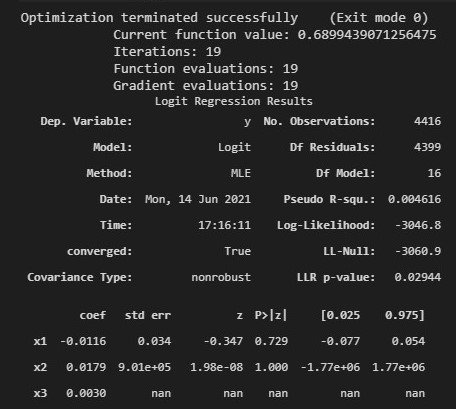 Optimization terminated successfully    (Exit mode 0)
            Current function value: 0.6899439071256475
            Iterations: 19
            Function evaluations: 19
            Gradient evaluations: 19
Logit Regression Results
Dep. Variable: y No. Observations: 4416
Model: Logit Df Residuals: 4399
Method: MLE Df Model: 16
Date: Mon, 14 Jun 2021 Pseudo R-squ.: 0.004616
Time: 17:16:11 Log-Likelihood: -3046.8
converged: True LL-Null: -3060.9
Covariance Type: nonrobust LLR p-value: 0.02944
coef std err z P>|z| [0.025 0.975]
x1 -0.0116 0.034 -0.347 0.729 -0.077 0.054
x2 0.0179 9.01e+05 1.98e-08 1.000 -1.77e+06 1.77e+06
x3 0.0030 nan nan nan nan nan